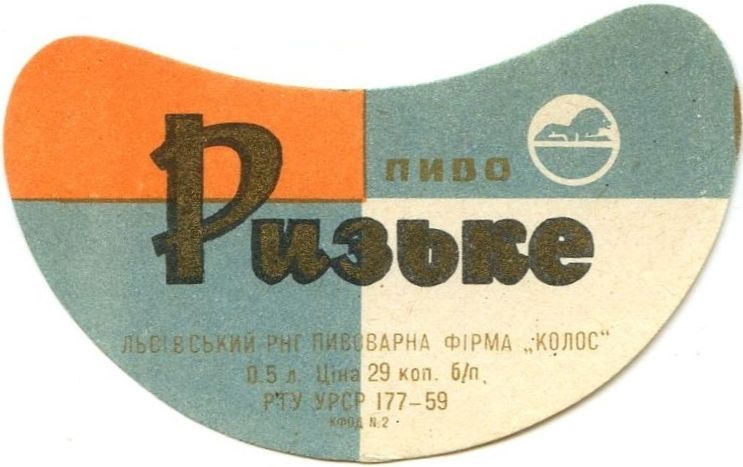 пиво
Ризьке
ЛЬВІВСЬКИЙ РНГ ПИВОВАРНА ФІРМА „КОЛОС"
0.5 л. Ціна 29 коп. б/п,
РТУ УРСР 177–59
КФОД №2